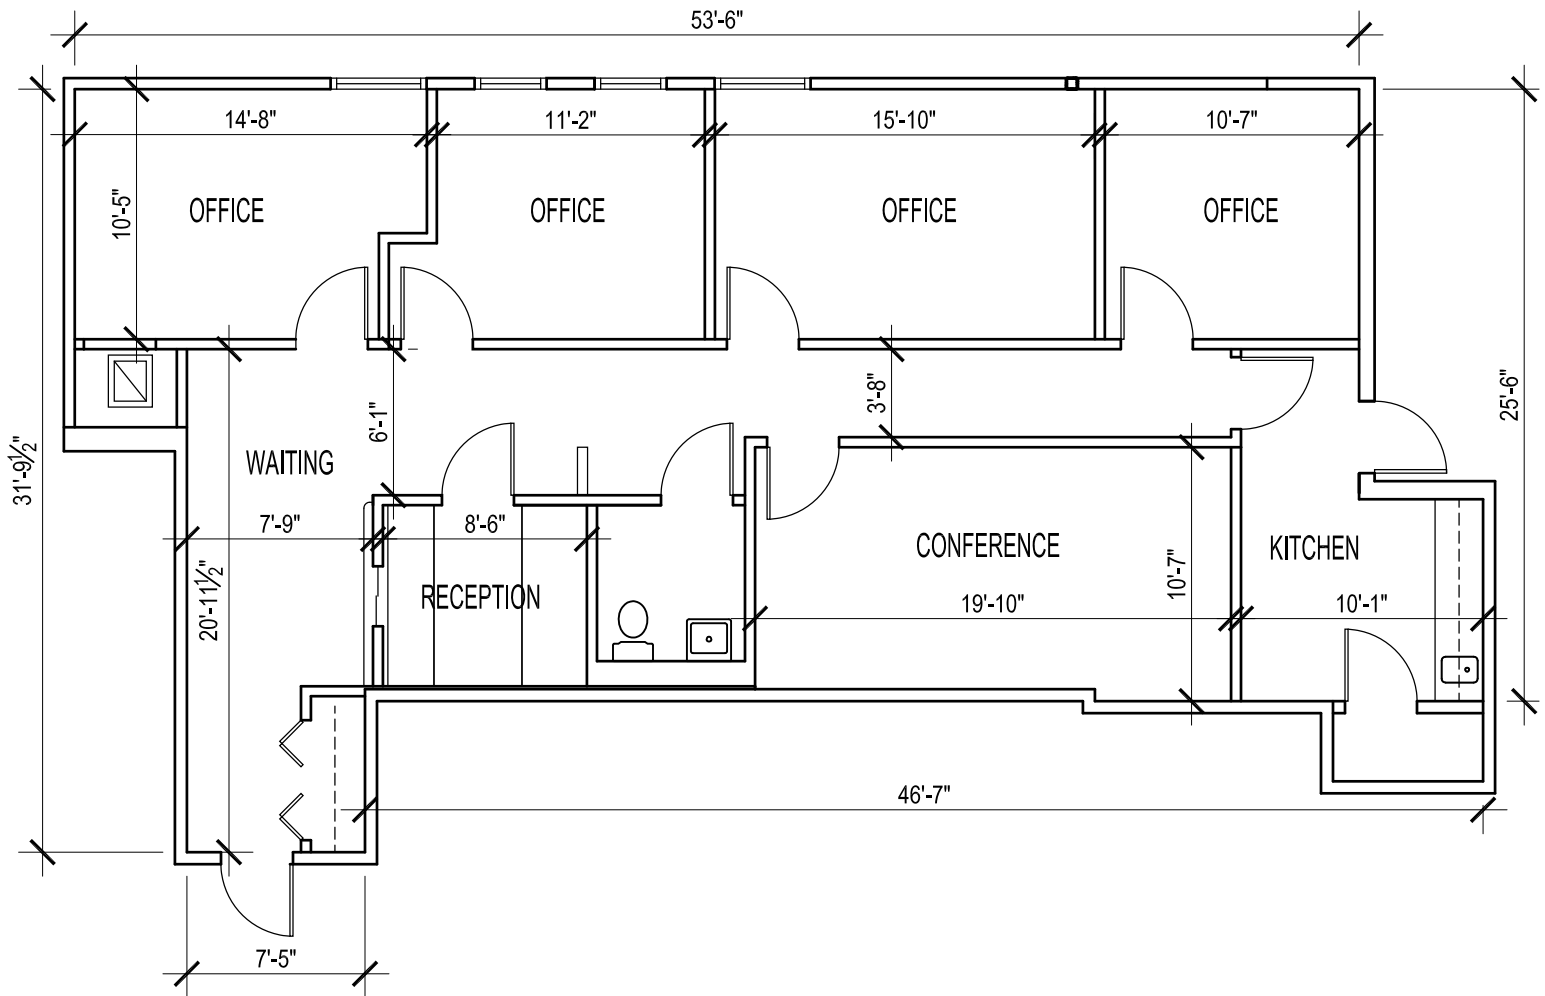 53'-6"
14'-8"
11'-2"
15'-10"
10'-7"
10'-5"
OFFICE
OFFICE
OFFICE
OFFICE
31'-9½"
25'-6"
6'-1"
3'-8"
WAITING
7'-9"
8'-6"
CONFERENCE
KITCHEN
20'-11½"
RECEPTION
10'-7"
19'-10"
10'-1"
46'-7"
7'-5"